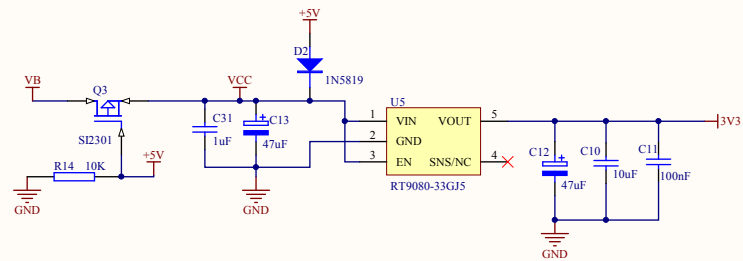 +5V
D2
1N5819
VB
Q3
SI2301
VCC
C31
1uF
C13
47uF
+5V
R14 10K
GND
GND
U5
1 VIN VOUT 5
2 GND
3 EN SNS/NC 4
RT9080-33GJ5
3V3
C12
47uF
C10
10uF
C11
100nF
GND